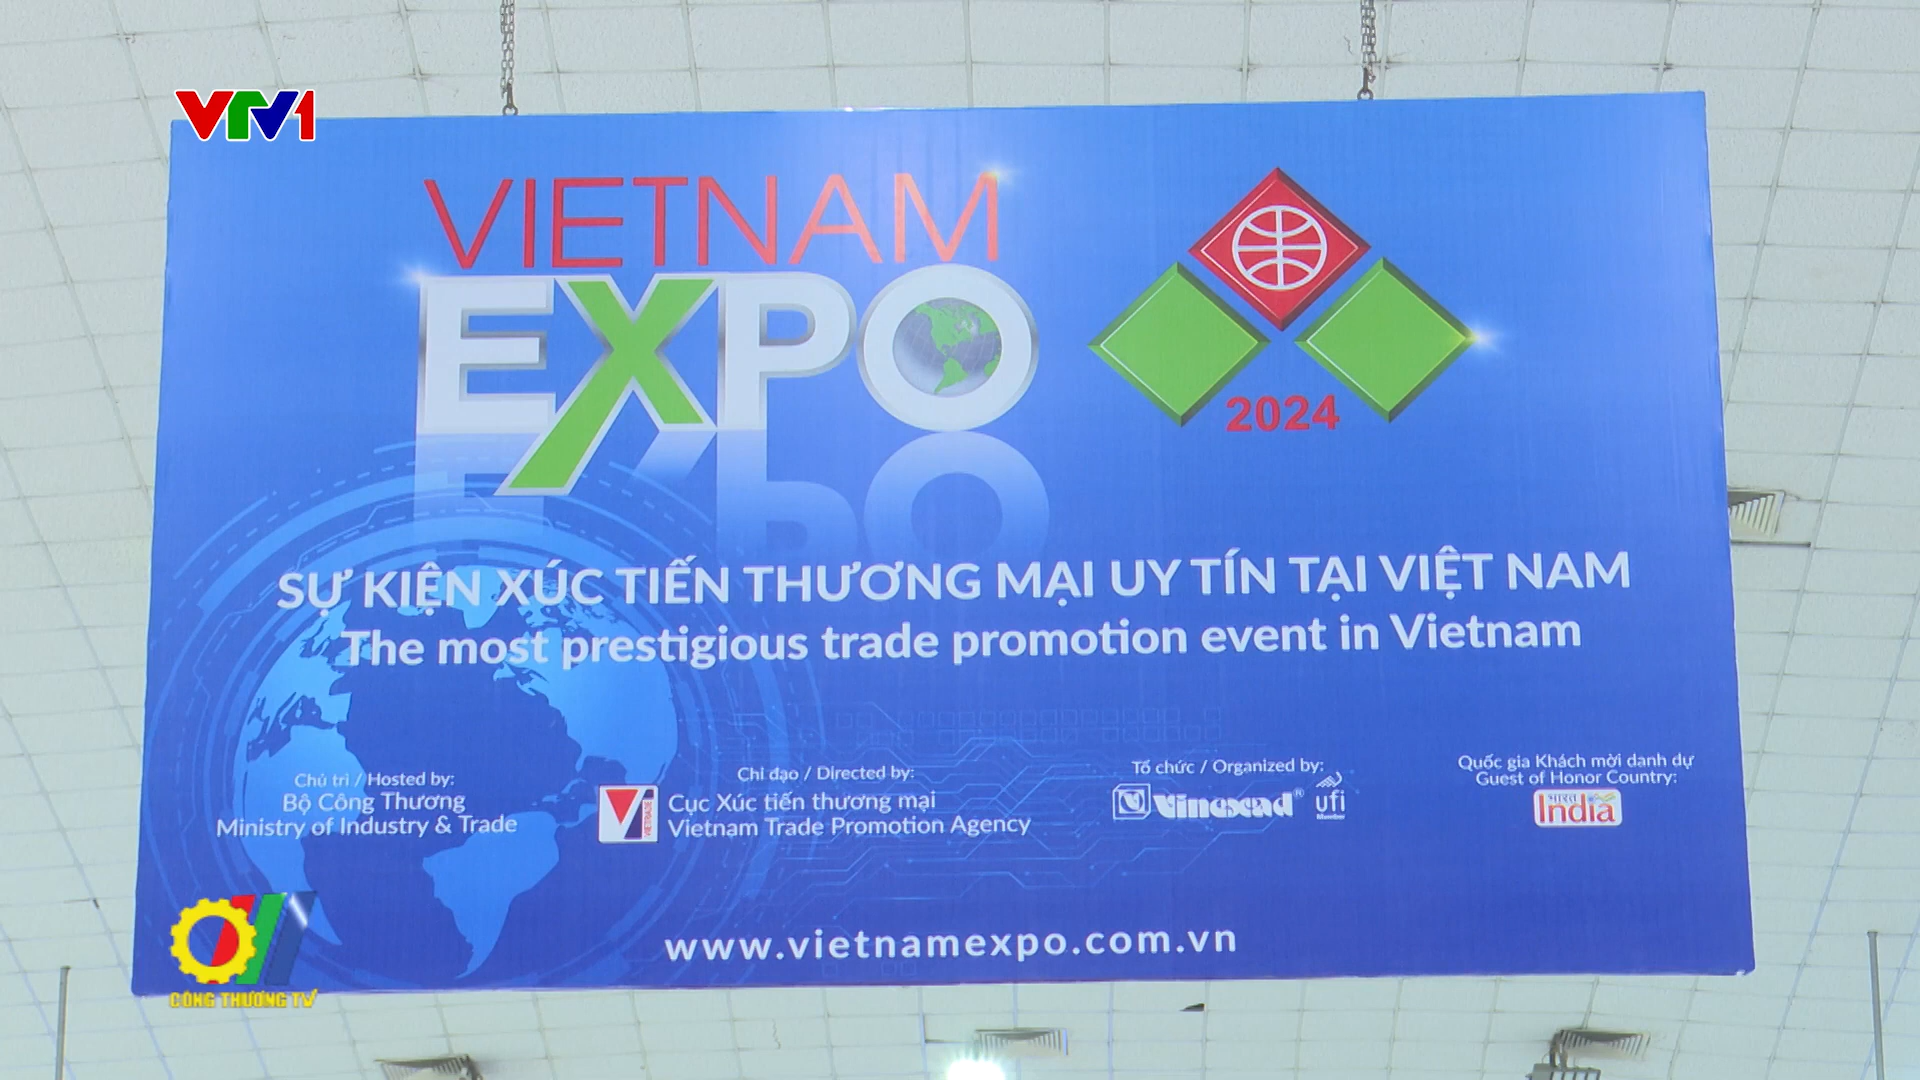 VTV1
VIETNAM
EXPO
2024
SỰ KIỆN XÚC TIẾN THƯƠNG MẠI UY TÍN TẠI VIỆT NAM
The most prestigious trade promotion event in Vietnam
Chủ trì / Hosted by:
Bộ Công Thương
Ministry of Industry & Trade
Chỉ đạo / Directed by:
VIETRADE
Cục Xúc tiến thương mại
Vietnam Trade Promotion Agency
Tổ chức / Organized by:
Vinexad®
ufi
Member
Quốc gia Khách mời danh dự
Guest of Honor Country:
भारत
India
www.vietnamexpo.com.vn
CÔNG THƯƠNG TV